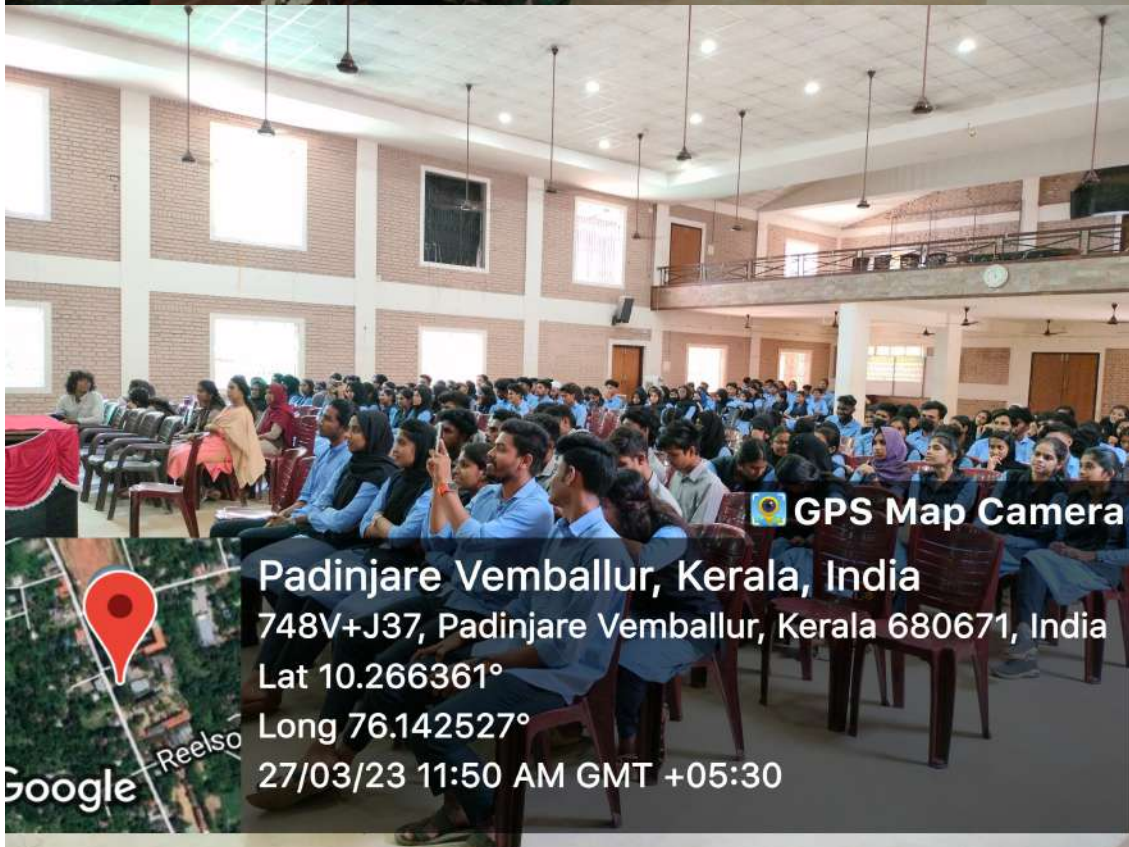 GPS Map Camera
Padinjare Vemballur, Kerala, India
748V+J37, Padinjare Vemballur, Kerala 680671, India
Lat 10.266361°
Long 76.142527°
27/03/23 11:50 AM GMT +05:30
Reelso
Google